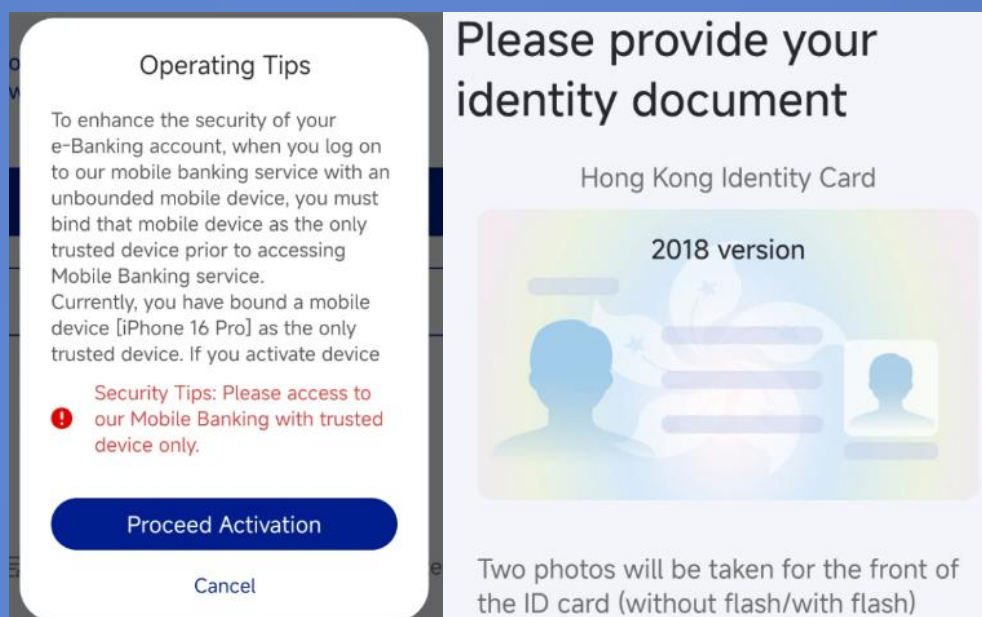 Operating Tips
To enhance the security of your
e-Banking account, when you log on
to our mobile banking service with an
unbounded mobile device, you must
bind that mobile device as the only
trusted device prior to accessing
Mobile Banking service.
Currently, you have bound a mobile
device [iPhone 16 Pro] as the only
trusted device. If you activate device
Security Tips: Please access to
our Mobile Banking with trusted
device only.
Proceed Activation
Cancel
Please provide your
identity document
Hong Kong Identity Card
2018 version
Two photos will be taken for the front of
the ID card (without flash/with flash)